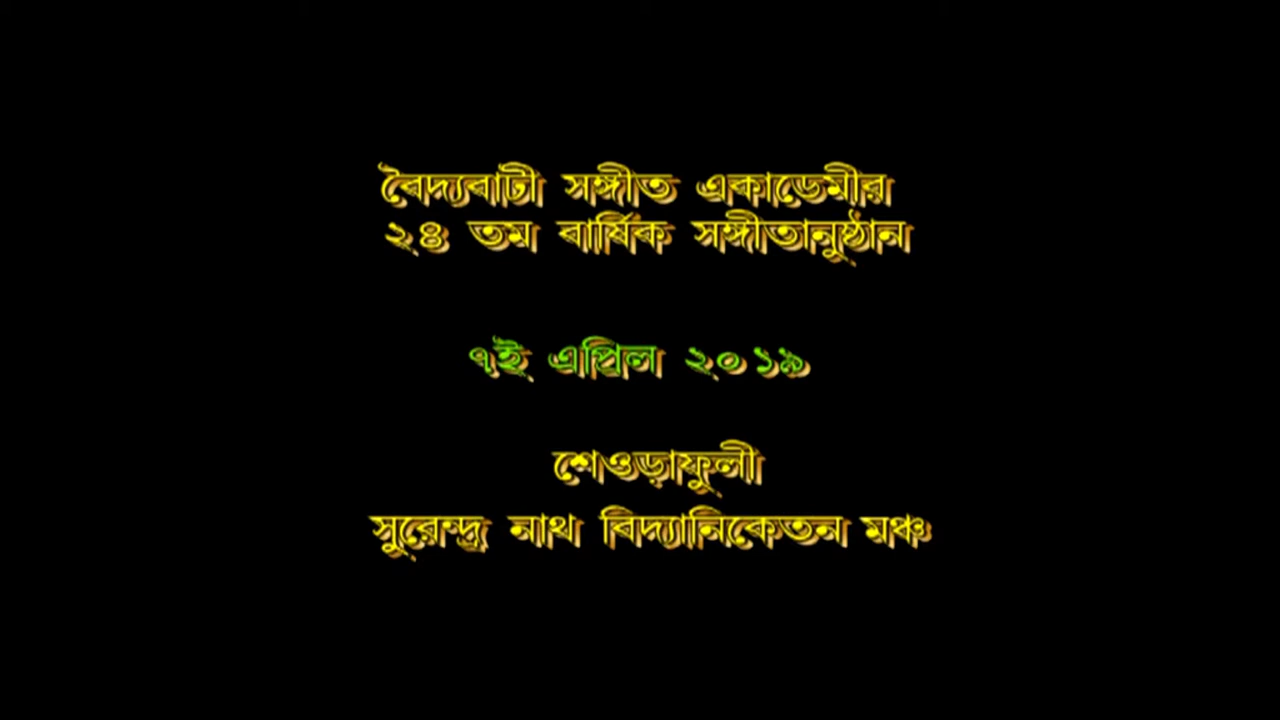 বৈদ্যবাটী সঙ্গীত একাডেমীর
২৪ তম বার্ষিক সঙ্গীতানুষ্ঠান
৭ই এপ্রিল ২০১৯
শেওড়াফুলী
সুরেন্দ্র নাথ বিদ্যানিকেতন মঞ্চ